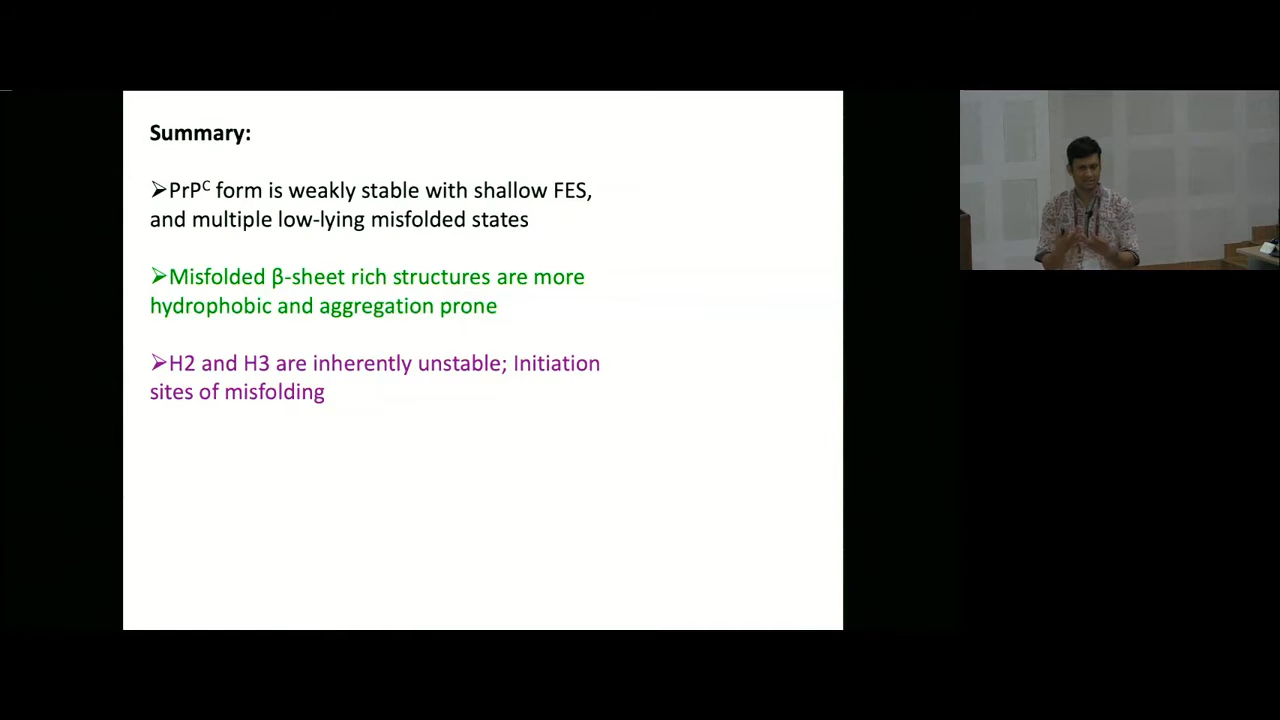 Summary:
➢PrPᶜ form is weakly stable with shallow FES,
and multiple low-lying misfolded states
➢Misfolded β-sheet rich structures are more
hydrophobic and aggregation prone
➢H2 and H3 are inherently unstable; Initiation
sites of misfolding